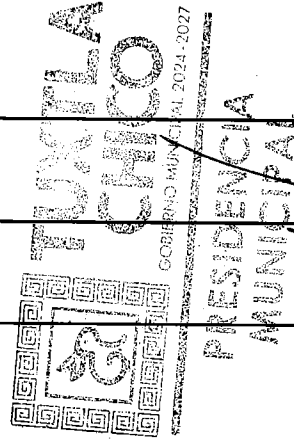 TUXTLA
CHICO
GOBIERNO MUNICIPAL 2024-2027
PRESIDENCIA
MUNICIPAL